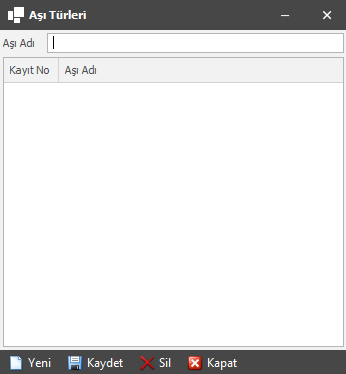 Aşı Türleri
Aşı Adı
Kayıt No Aşı Adı
Yeni Kaydet Sil Kapat